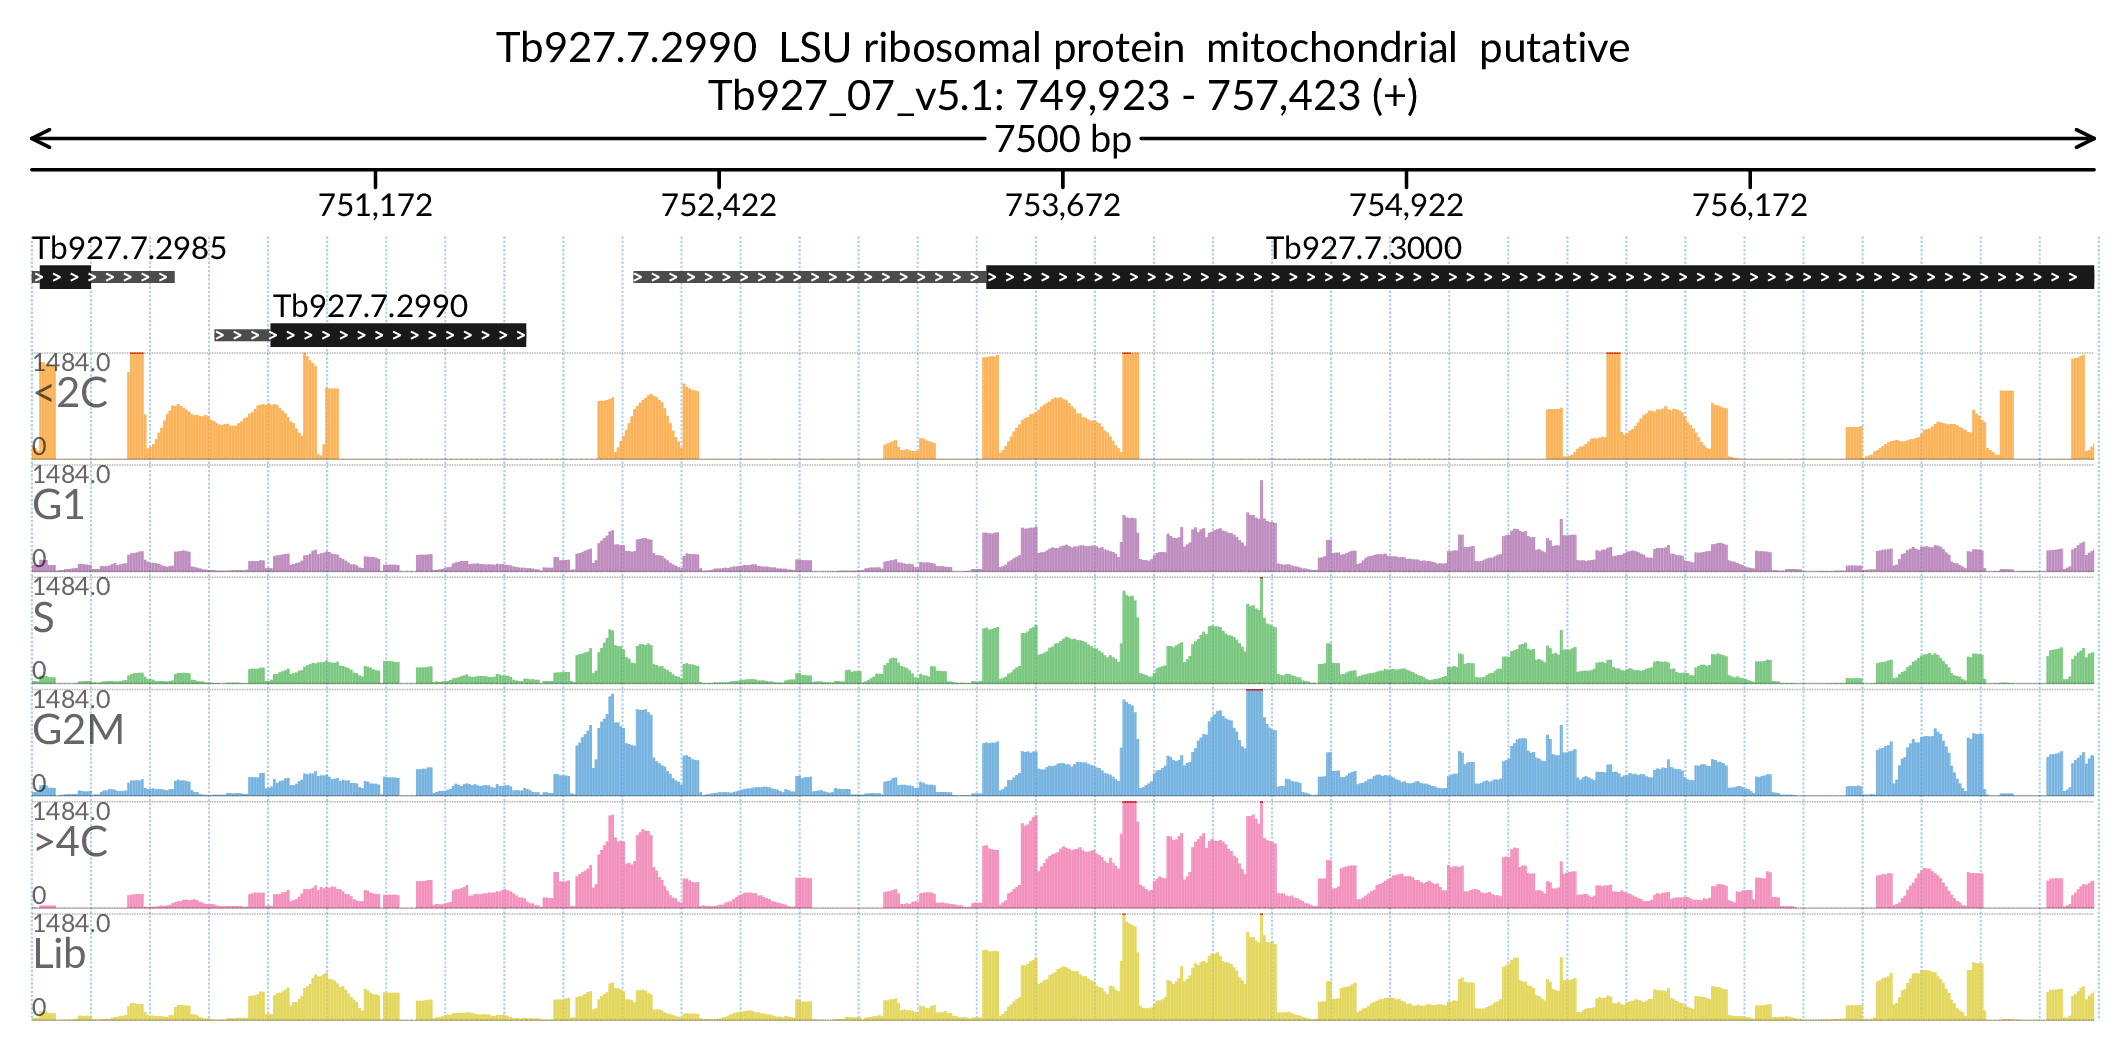 Tb927.7.2990 LSU ribosomal protein mitochondrial putative
Tb927_07_v5.1: 749,923 - 757,423 (+)
7500 bp
751,172 752,422 753,672 754,922 756,172
Tb927.7.2985 Tb927.7.3000
Tb927.7.2990
1484.0
<2C
0
1484.0
G1
0
1484.0
S
0
1484.0
G2M
0
1484.0
>4C
0
1484.0
Lib
0